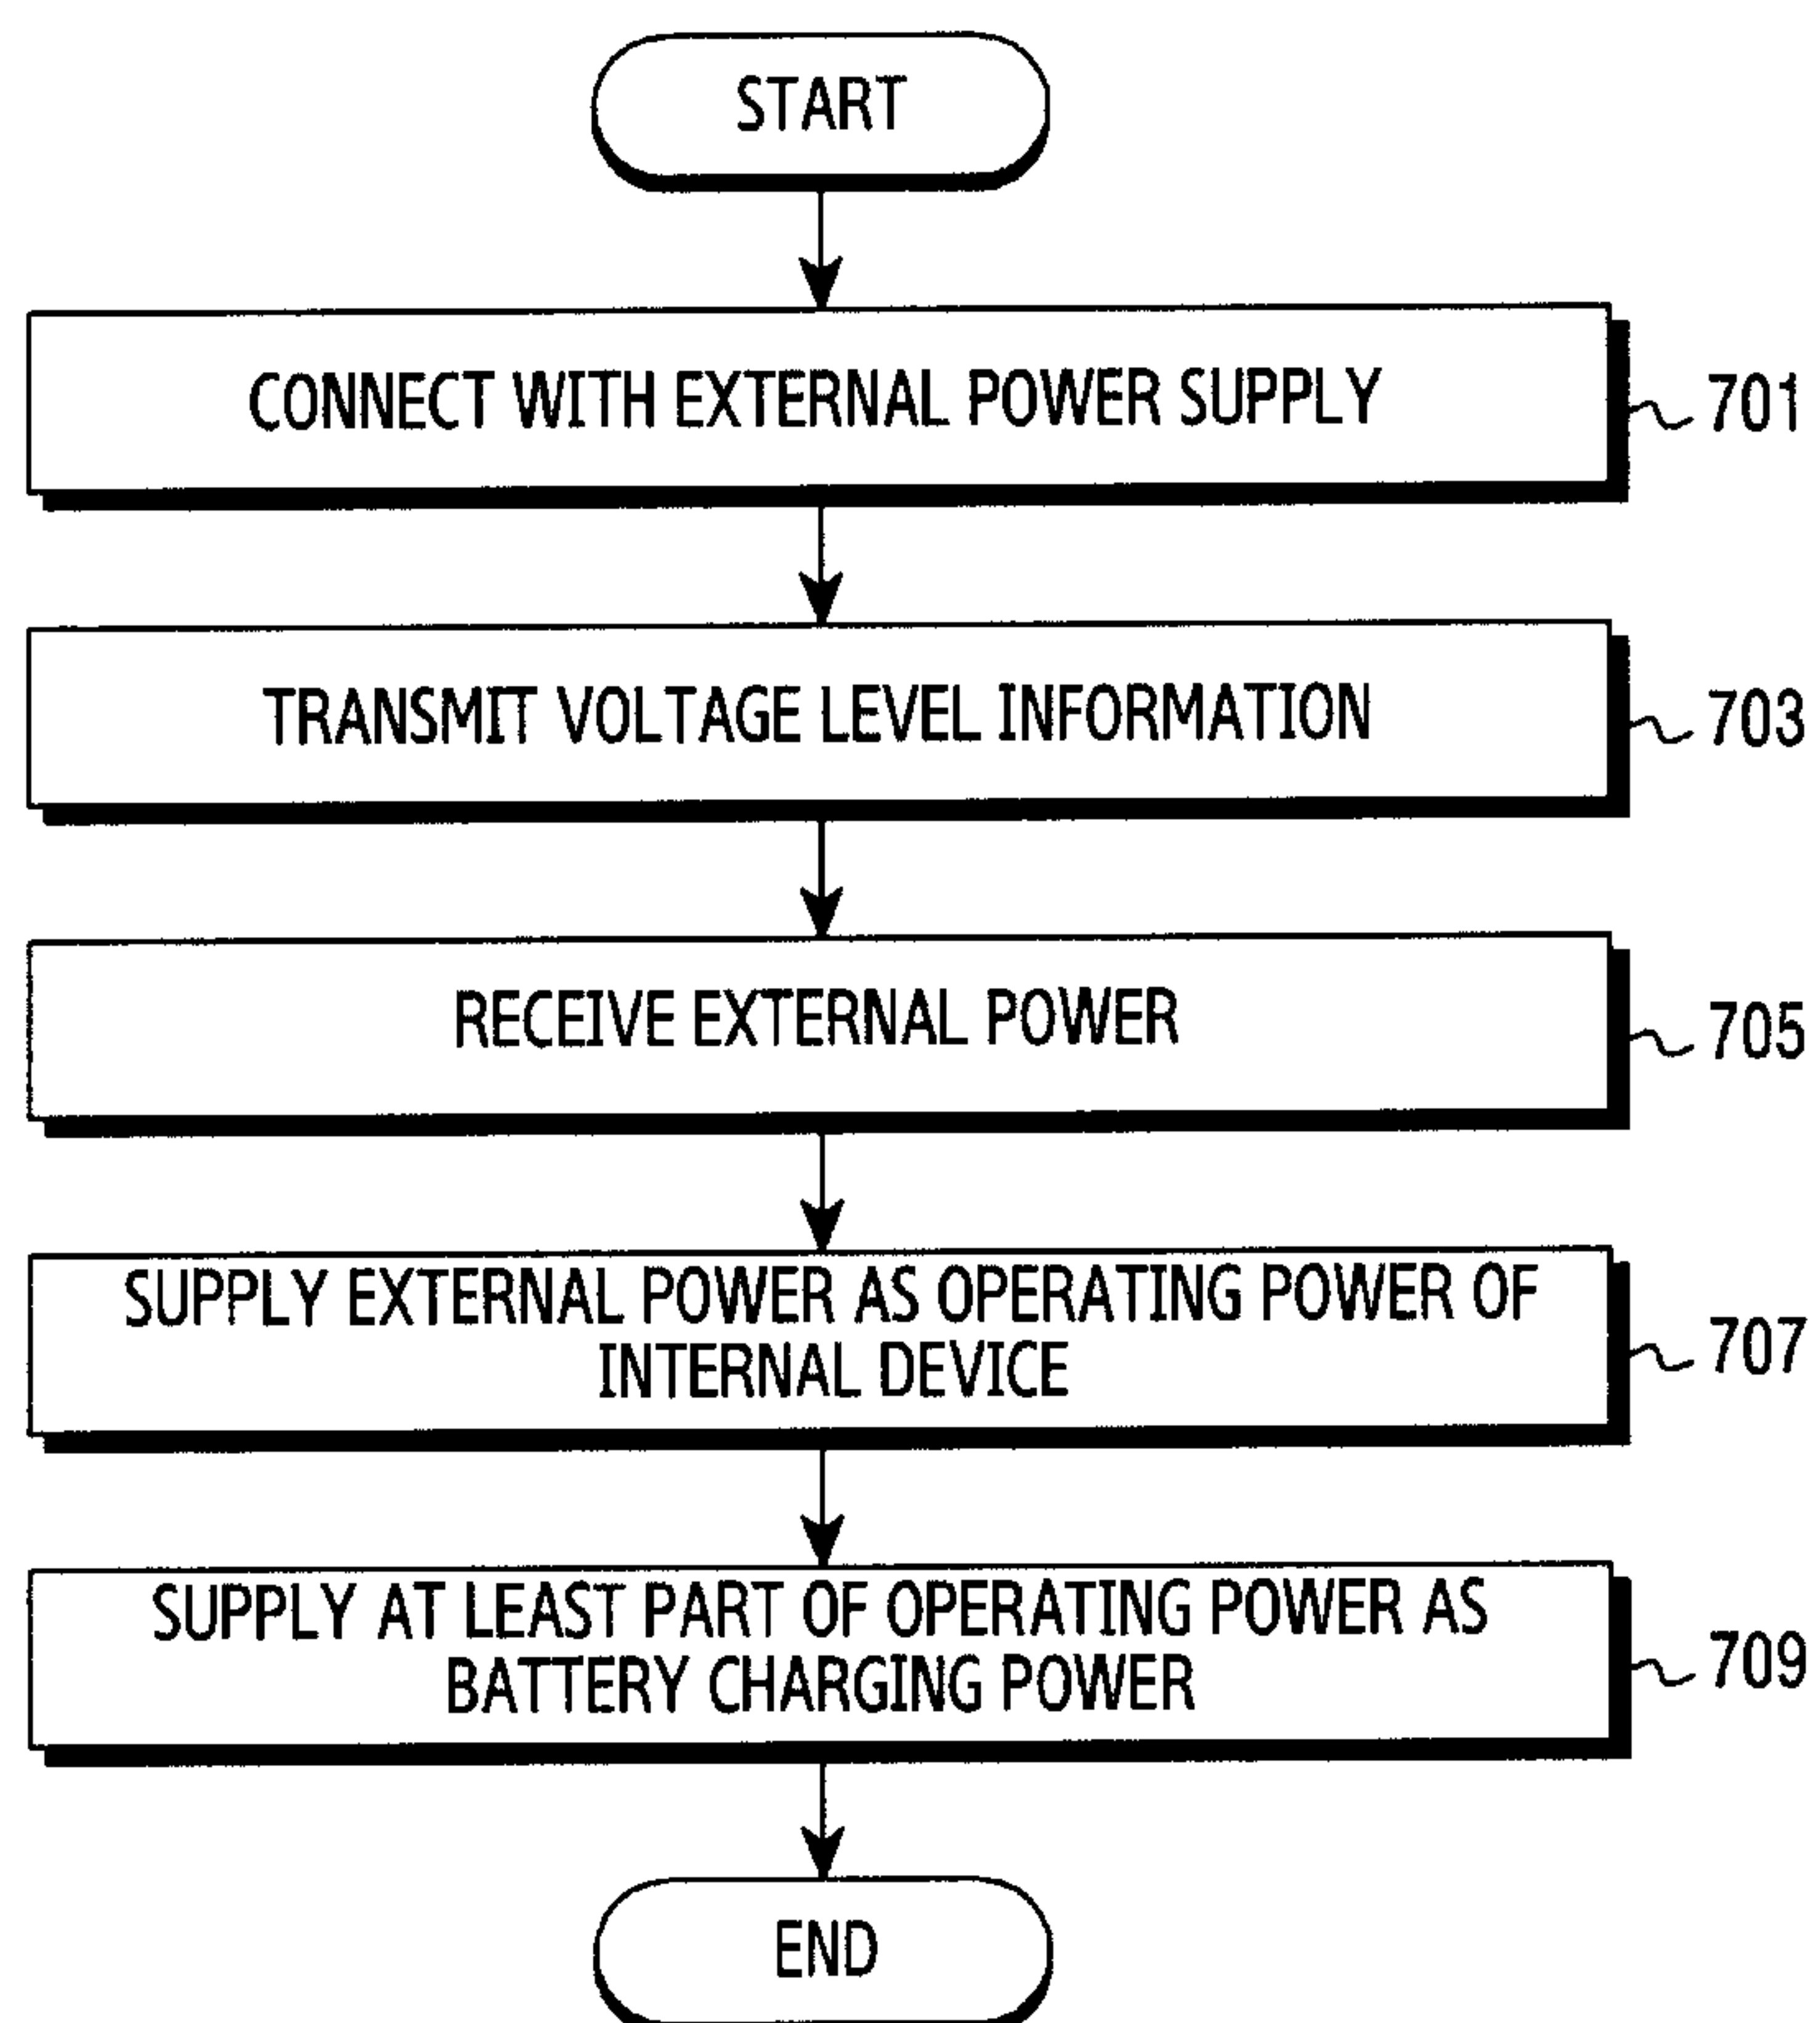 START
CONNECT WITH EXTERNAL POWER SUPPLY
701
TRANSMIT VOLTAGE LEVEL INFORMATION
703
RECEIVE EXTERNAL POWER
705
SUPPLY EXTERNAL POWER AS OPERATING POWER OF
INTERNAL DEVICE
707
SUPPLY AT LEAST PART OF OPERATING POWER AS
BATTERY CHARGING POWER
709
END